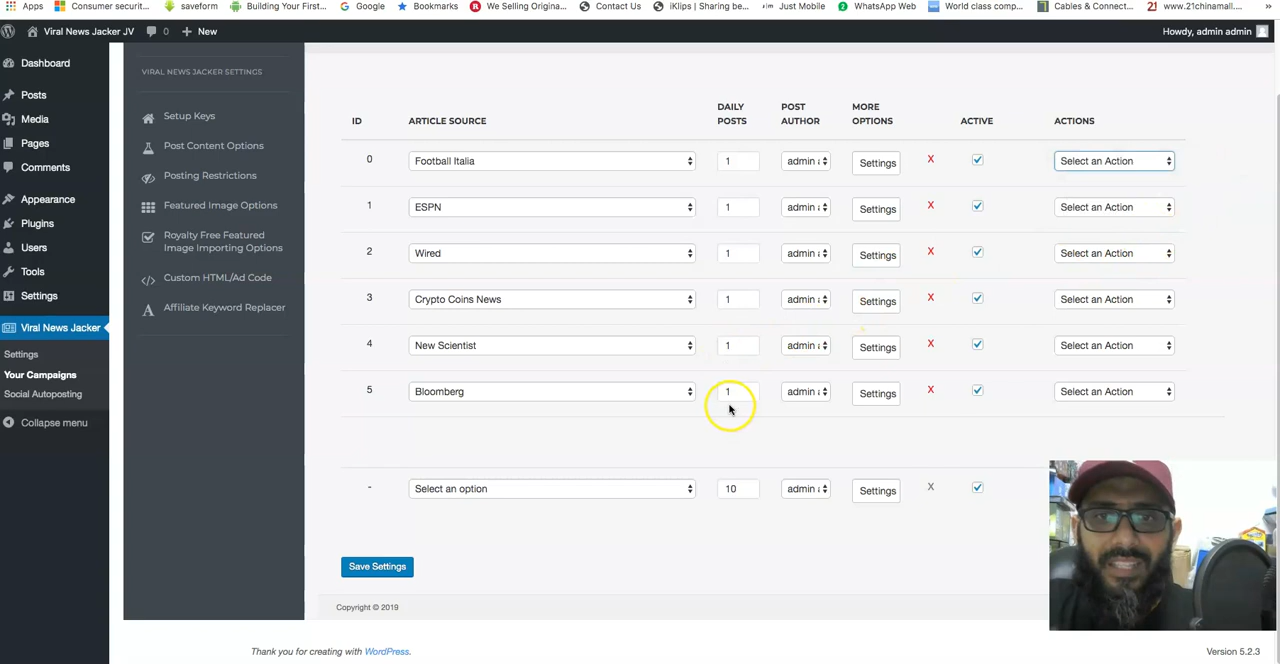 Apps Consumer securit... saveform Building Your First... Google Bookmarks We Selling Origina... Contact Us iKlips | Sharing be... Just Mobile WhatsApp Web World class comp... Cables & Connect... www.21chinamall.... »
Viral News Jacker JV 0 + New Howdy, admin admin
Dashboard
Posts
Media
Pages
Comments
Appearance
Plugins
Users
Tools
Settings
Viral News Jacker
Settings
Your Campaigns
Social Autoposting
Collapse menu
VIRAL NEWS JACKER SETTINGS
Setup Keys
Post Content Options
Posting Restrictions
Featured Image Options
Royalty Free Featured
Image Importing Options
Custom HTML/Ad Code
Affiliate Keyword Replacer
ID ARTICLE SOURCE DAILY POSTS POST AUTHOR MORE OPTIONS ACTIVE ACTIONS
0 Football Italia 1 admin Settings X Select an Action
1 ESPN 1 admin Settings X Select an Action
2 Wired 1 admin Settings X Select an Action
3 Crypto Coins News 1 admin Settings X Select an Action
4 New Scientist 1 admin Settings X Select an Action
5 Bloomberg 1 admin Settings X Select an Action
- Select an option 10 admin Settings X
Save Settings
Copyright © 2019
Thank you for creating with WordPress. Version 5.2.3